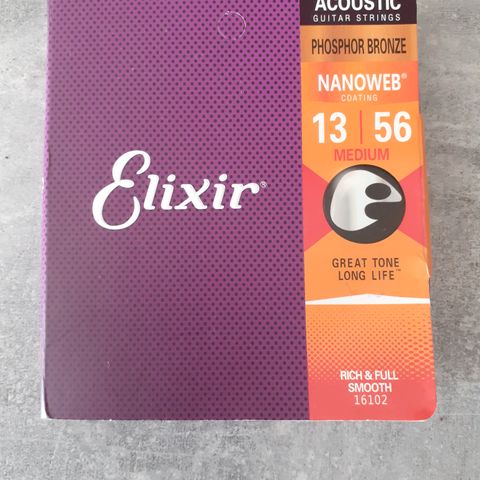 ACOUSTIC
GUITAR STRINGS
PHOSPHOR BRONZE
NANOWEB®
COATING
13 | 56
MEDIUM
Elixir®
GREAT TONE
LONG LIFE™
RICH & FULL
SMOOTH
16102